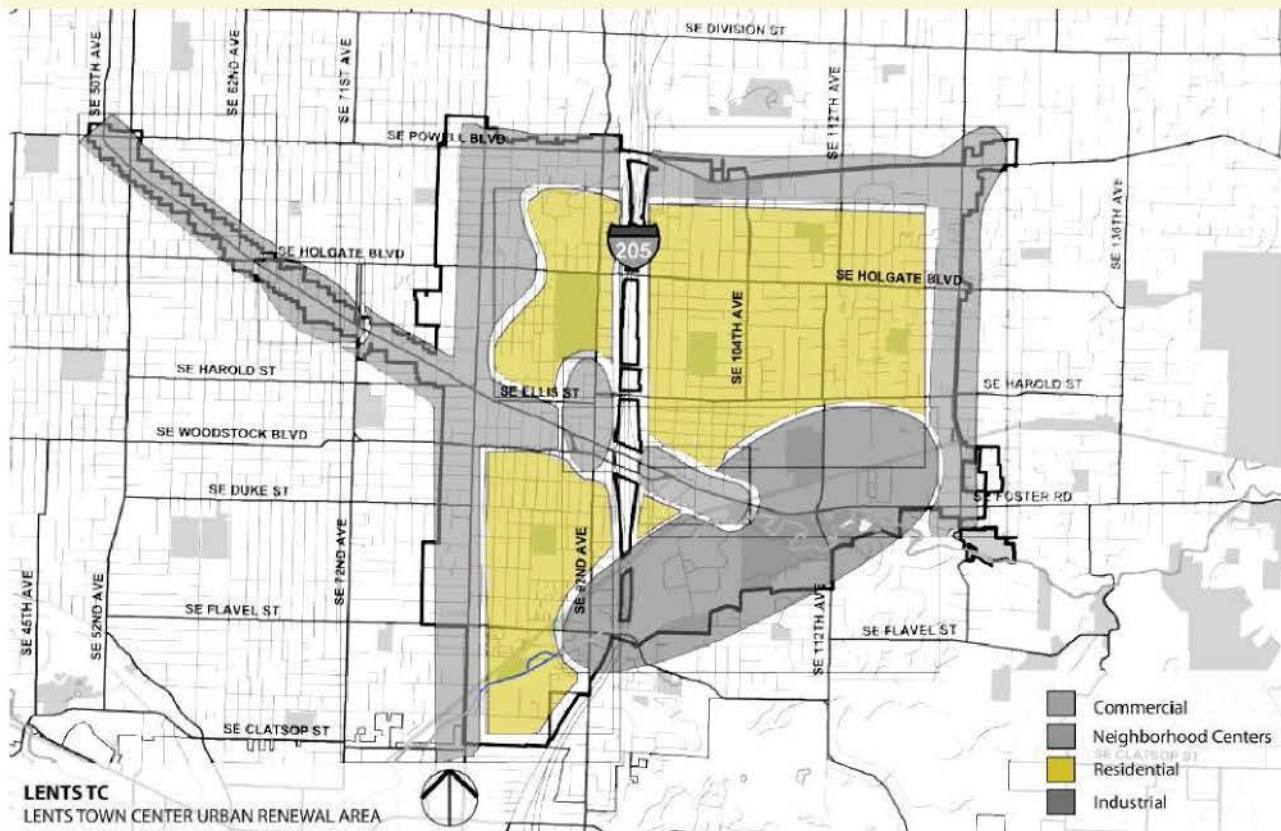 SE DIVISION ST
SE 50TH AVE
SE 62ND AVE
SE 71ST AVE
SE 112TH AVE
SE POWELL BLVD
SE 136TH AVE
205
SE HOLGATE BLVD
SE HOLGATE BLVD
SE 104TH AVE
SE HAROLD ST
SE ELLIS ST
SE HAROLD ST
SE WOODSTOCK BLVD
SE DUKE ST
SE FOSTER RD
SE 45TH AVE
SE 52ND AVE
SE 72ND AVE
SE 92ND AVE
SE 112TH AVE
SE FLAVEL ST
SE FLAVEL ST
SE CLATSOP ST
Commercial
Neighborhood Centers
SE CLATSOP ST
Residential
Industrial
LENTS TC
LENTS TOWN CENTER URBAN RENEWAL AREA